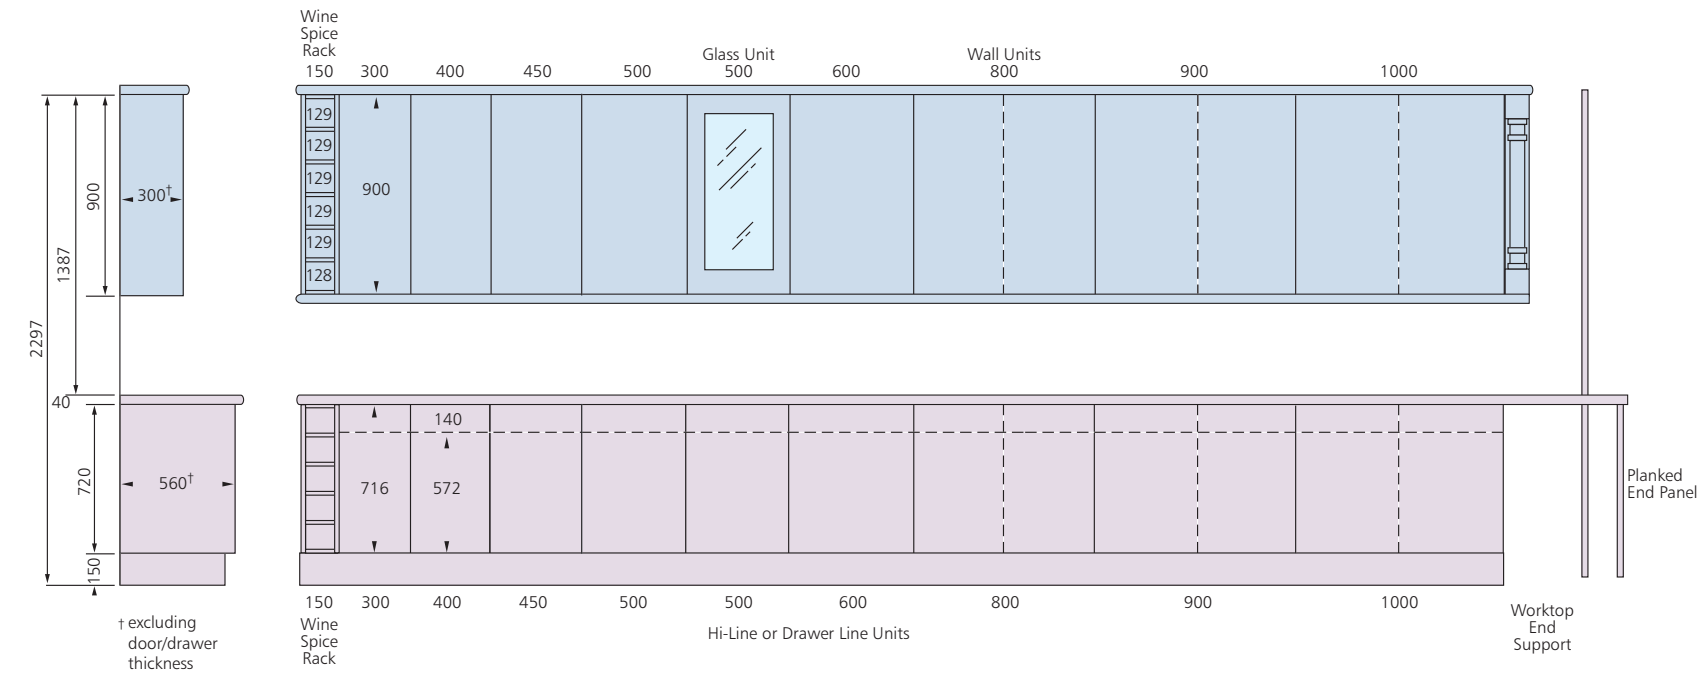 Wine
Spice
Rack
Glass Unit
Wall Units
150 300 400 450 500 500 600 800 900 1000
129
129
129
129
129
128
900
300†
900
1387
2297
40
720
560†
150
140
716
572
150 300 400 450 500 500 600 800 900 1000
Wine
Spice
Rack
Hi-Line or Drawer Line Units
Worktop
End
Support
Planked
End Panel
† excluding
door/drawer
thickness